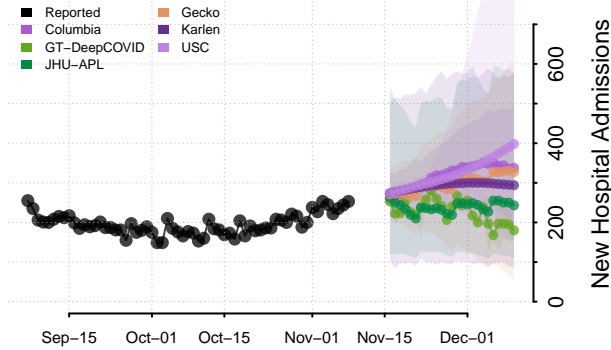 Reported
Columbia
GT−DeepCOVID
JHU−APL
Gecko
Karlen
USC
0
200
400
600
New Hospital Admissions
Sep−15
Oct−01
Oct−15
Nov−01
Nov−15
Dec−01